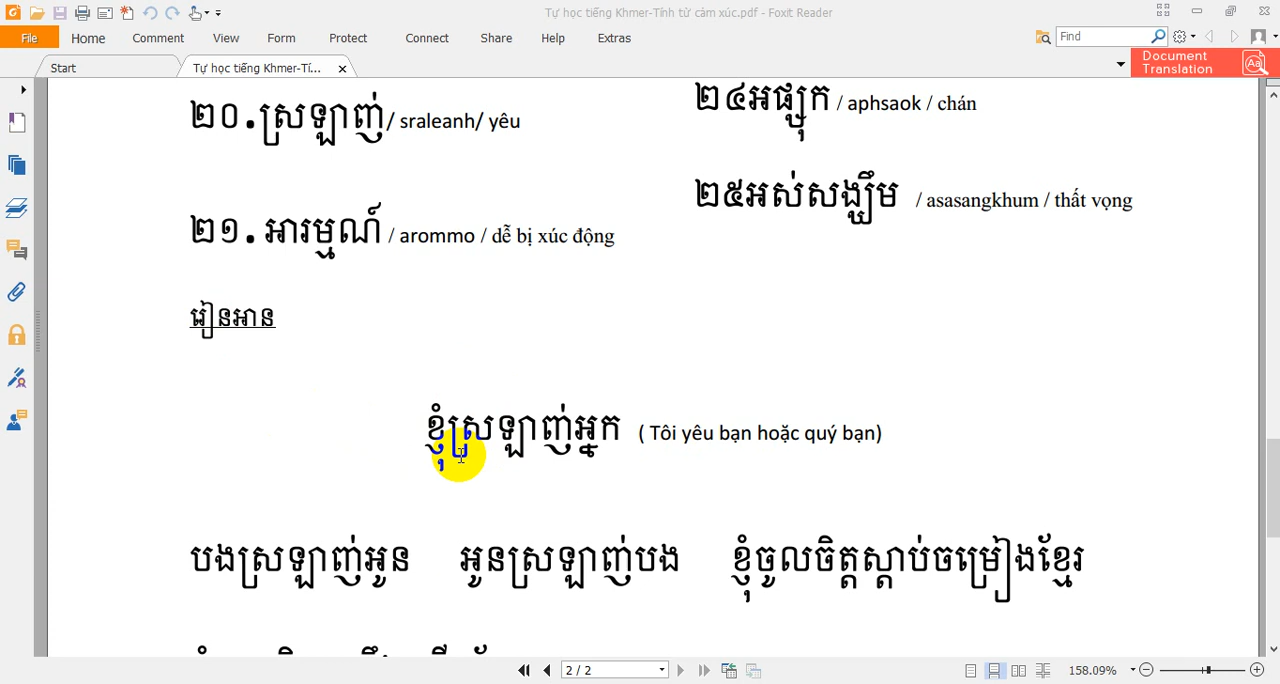 Tự học tiếng Khmer-Tính từ cảm xúc.pdf - Foxit Reader
File Home Comment View Form Protect Connect Share Help Extras Find
Start Tự học tiếng Khmer-Tí... Document Translation
២០.ស្រឡាញ់/ sraleanh/ yêu
២៤អផ្សុក / aphsaok / chán
២៥អស់សង្ឃឹម / asasangkhum / thất vọng
២១. អារម្មណ៍ / arommo / dễ bị xúc động
រៀនអាន
ខ្ញុំស្រឡាញ់អ្នក ( Tôi yêu bạn hoặc quý bạn)
បងស្រឡាញ់អូន អូនស្រឡាញ់បង ខ្ញុំចូលចិត្តស្តាប់ចម្រៀងខ្មែរ
2 / 2 158.09%